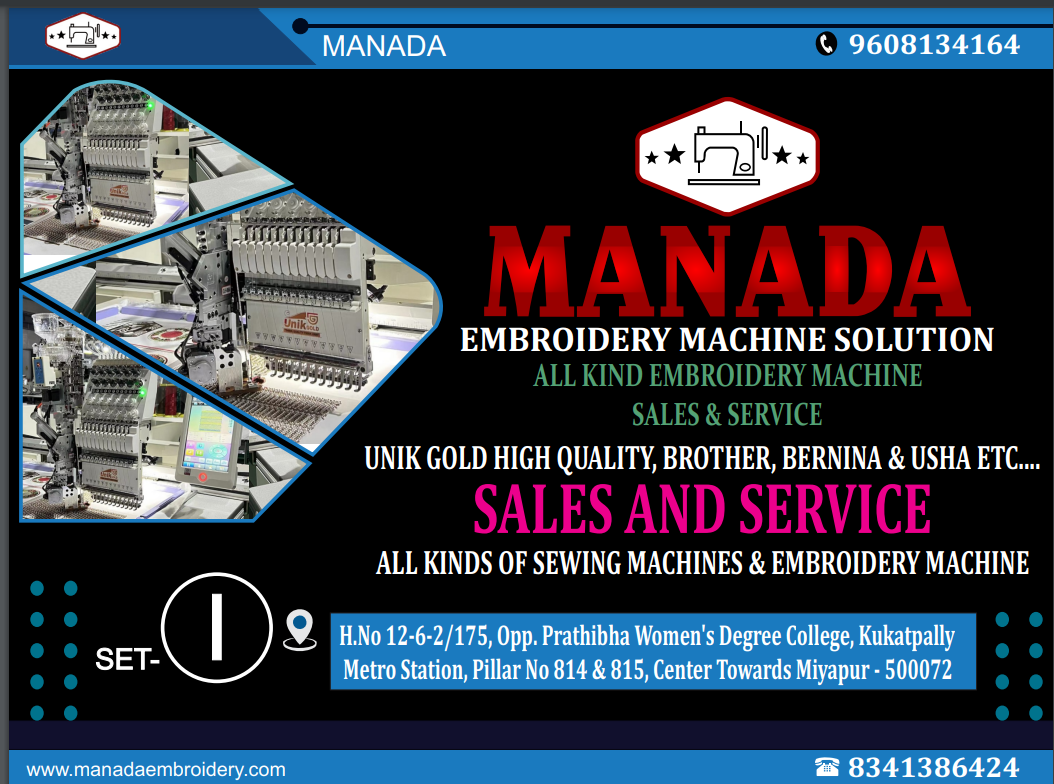 MANADA
9608134164
MANADA
EMBROIDERY MACHINE SOLUTION
ALL KIND EMBROIDERY MACHINE
SALES & SERVICE
UNIK GOLD HIGH QUALITY, BROTHER, BERNINA & USHA ETC....
SALES AND SERVICE
ALL KINDS OF SEWING MACHINES & EMBROIDERY MACHINE
Unik
GOLD
SET-
I
H.No 12-6-2/175, Opp. Prathibha Women's Degree College, Kukatpally
Metro Station, Pillar No 814 & 815, Center Towards Miyapur - 500072
www.manadaembroidery.com
8341386424